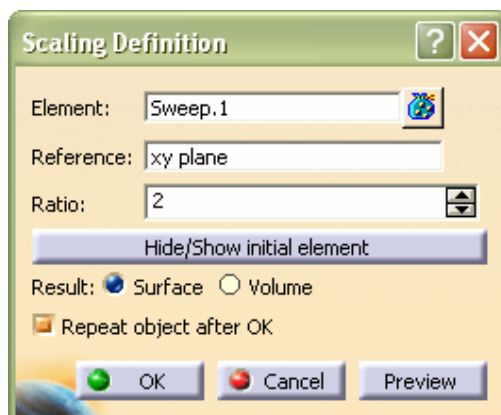 Scaling Definition
Element: Sweep.1
Reference: xy plane
Ratio: 2
Hide/Show initial element
Result: Surface Volume
Repeat object after OK
OK Cancel Preview